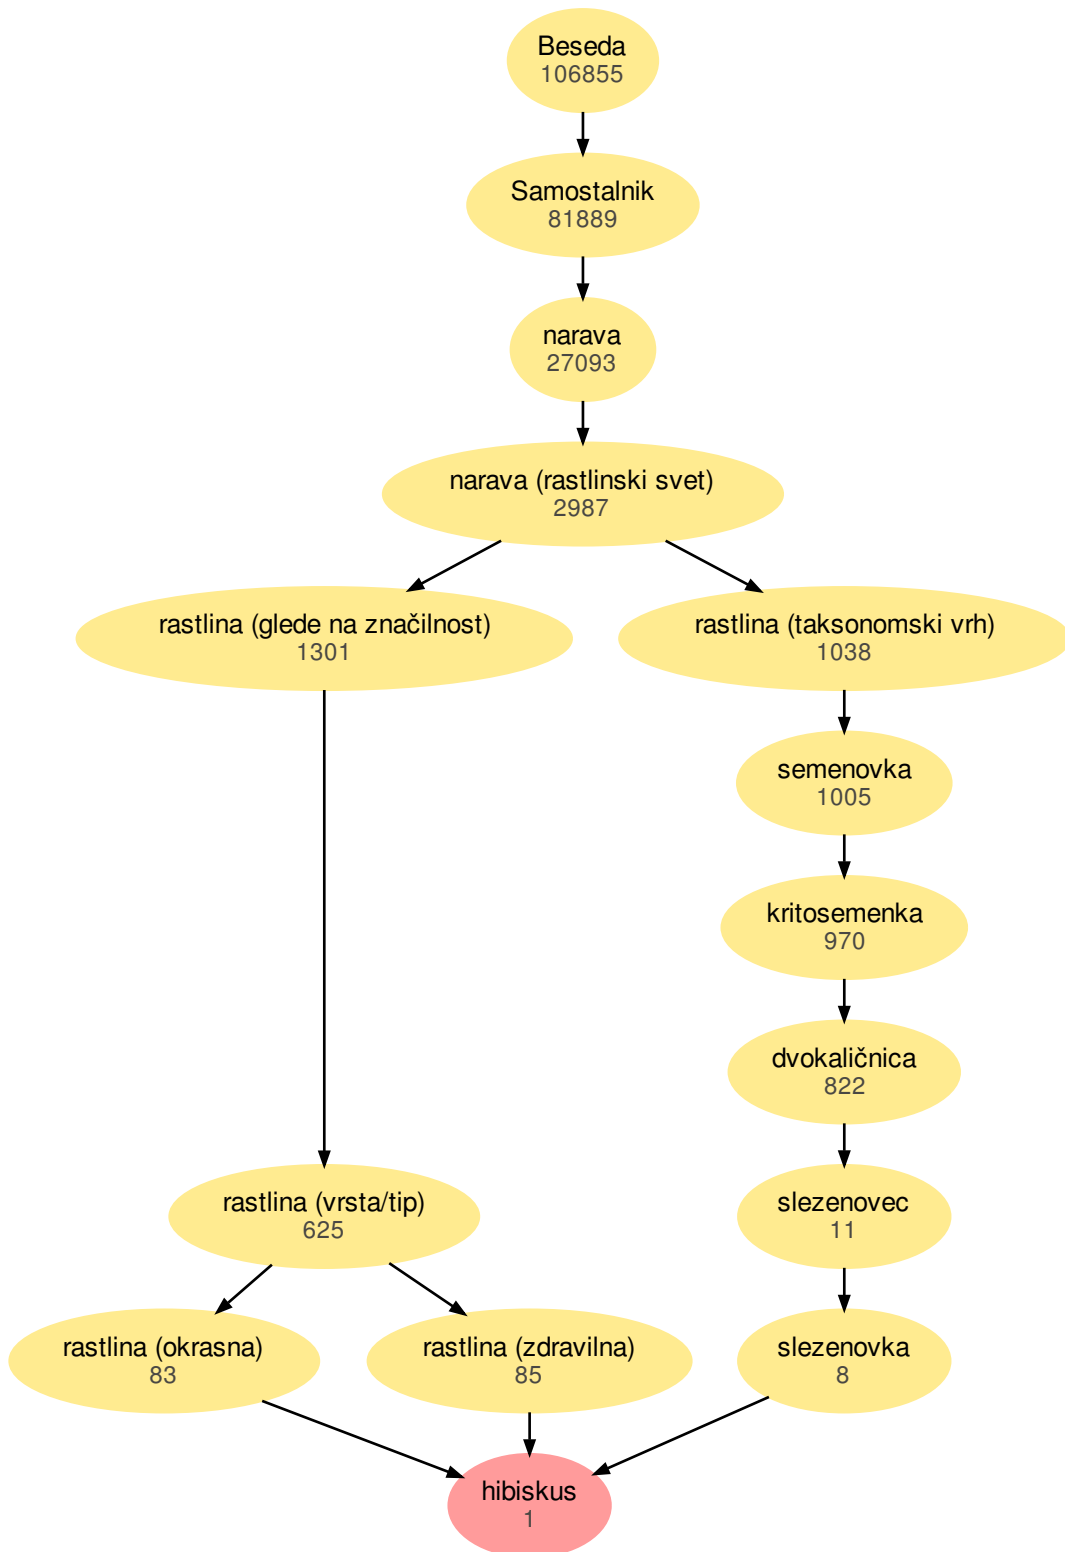 Beseda
106855
Samostalnik
81889
narava
27093
narava (rastlinski svet)
2987
rastlina (glede na značilnost)
1301
rastlina (taksonomski vrh)
1038
semenovka
1005
kritosemenka
970
dvokaličnica
822
rastlina (vrsta/tip)
625
slezenovec
11
rastlina (okrasna)
83
rastlina (zdravilna)
85
slezenovka
8
hibiskus
1